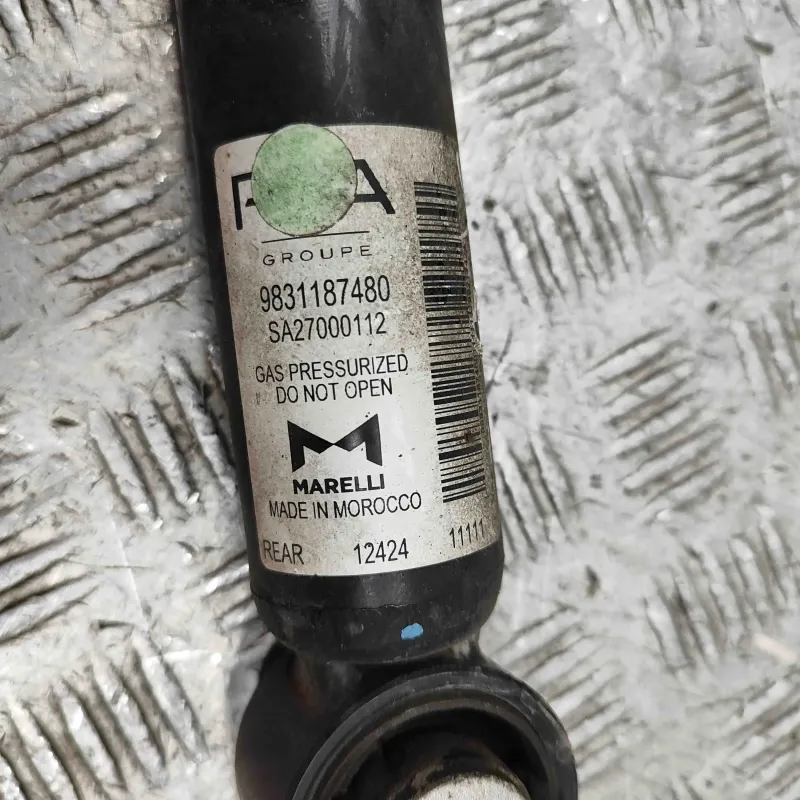 GROUPE
9831187480
SA27000112
GAS PRESSURIZED
DO NOT OPEN
MARELLI
MADE IN MOROCCO
REAR 12424 11111